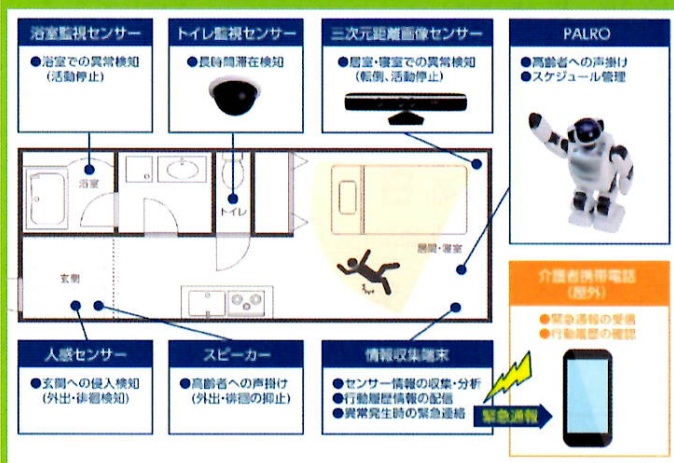 浴室監視センサー
●浴室での異常検知
(活動停止)
トイレ監視センサー
●長時間滞在検知
三次元距離画像センサー
●居室・寝室での異常検知
(転倒、活動停止)
PALRO
●高齢者への声掛け
●スケジュール管理
浴室
トイレ
居間・寝室
玄関
介護者携帯電話
(屋外)
●緊急通報の受信
●行動履歴の確認
人感センサー
●玄関への侵入検知
(外出・徘徊検知)
スピーカー
●高齢者への声掛け
(外出・徘徊の抑止)
情報収集端末
●センサー情報の収集・分析
●行動履歴情報の配信
●異常発生時の緊急連絡
緊急通報